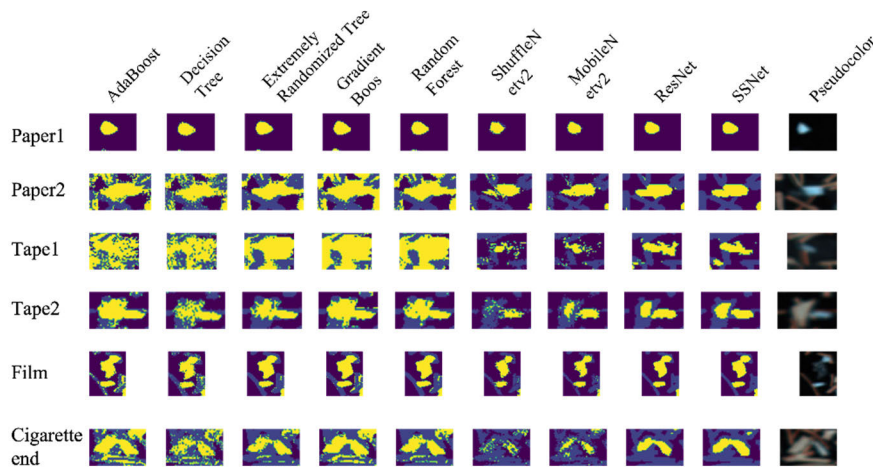 AdaBoost
Decision
Tree
Extremely
Randomized Tree
Gradient
Boos
Random
Forest
ShuffleN
etv2
MobileN
etv2
ResNet
SSNet
Pseudocolor
Paper1
Paper2
Tape1
Tape2
Film
Cigarette
end